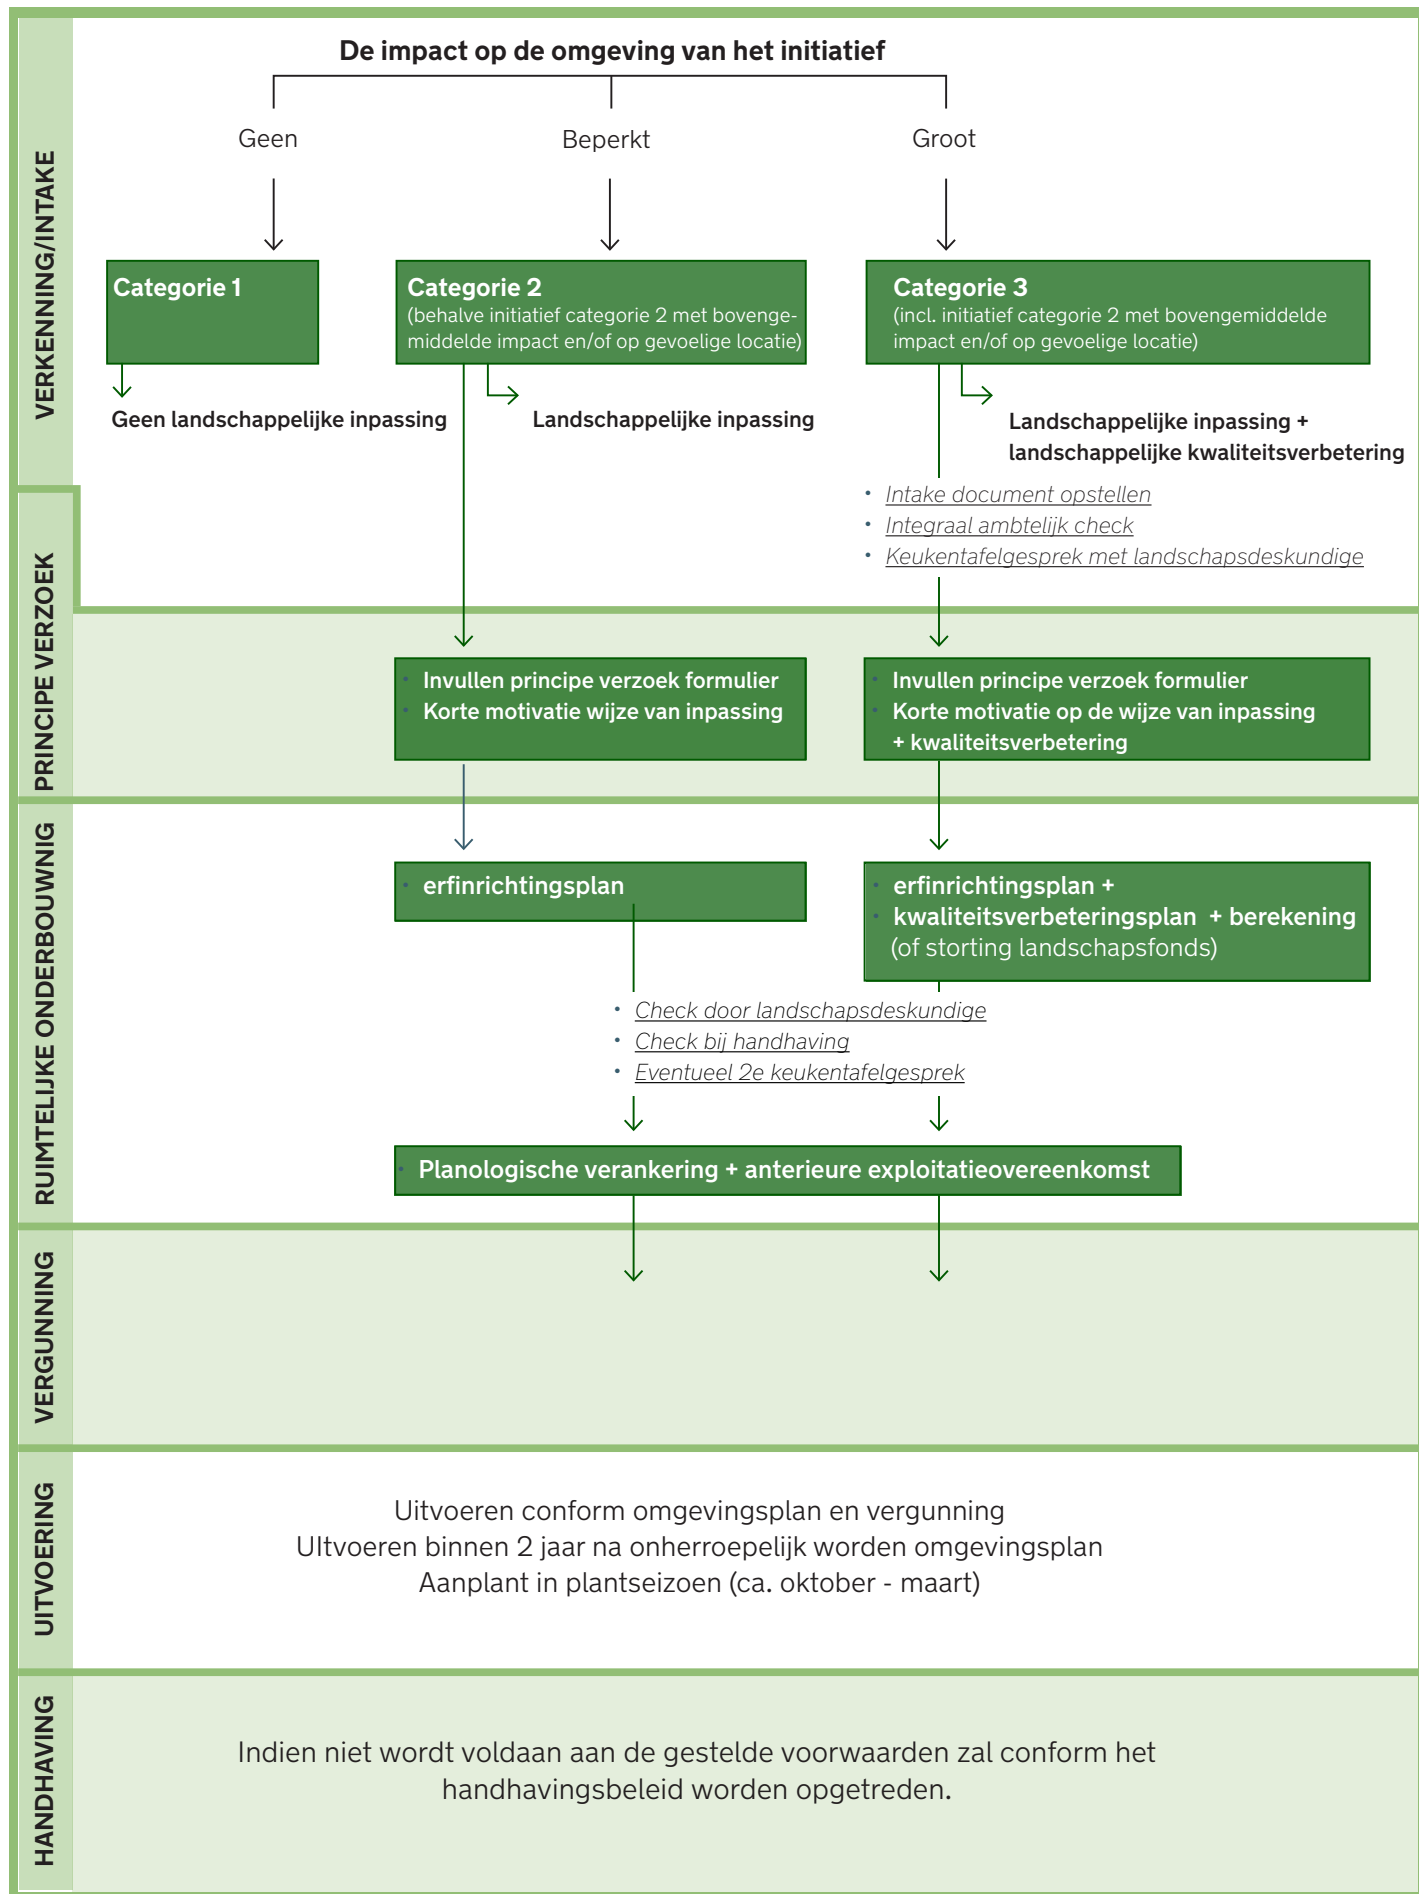 De impact op de omgeving van het initiatief
Geen
Beperkt
Groot
VERKENNING/INTAKE
Categorie 1
Categorie 2
(behalve initiatief categorie 2 met bovenge-
middelde impact en/of op gevoelige locatie)
Categorie 3
(incl. initiatief categorie 2 met bovengemiddelde
impact en/of op gevoelige locatie)
Geen landschappelijke inpassing
Landschappelijke inpassing
Landschappelijke inpassing +
landschappelijke kwaliteitsverbetering
• Intake document opstellen
• Integraal ambtelijk check
• Keukentafelgesprek met landschapsdeskundige
PRINCIPE VERZOEK
• Invullen principe verzoek formulier
• Korte motivatie wijze van inpassing
• Invullen principe verzoek formulier
• Korte motivatie op de wijze van inpassing
+ kwaliteitsverbetering
RUIMTELIJKE ONDERBOUWNIG
• erfinrichtingsplan
• erfinrichtingsplan +
• kwaliteitsverbeteringsplan + berekening
(of storting landschapsfonds)
• Check door landschapsdeskundige
• Check bij handhaving
• Eventueel 2e keukentafelgesprek
• Planologische verankering + anterieure exploitatieovereenkomst
VERGUNNING
UITVOERING
Uitvoeren conform omgevingsplan en vergunning
UItvoeren binnen 2 jaar na onherroepelijk worden omgevingsplan
Aanplant in plantseizoen (ca. oktober - maart)
HANDHAVING
Indien niet wordt voldaan aan de gestelde voorwaarden zal conform het
handhavingsbeleid worden opgetreden.